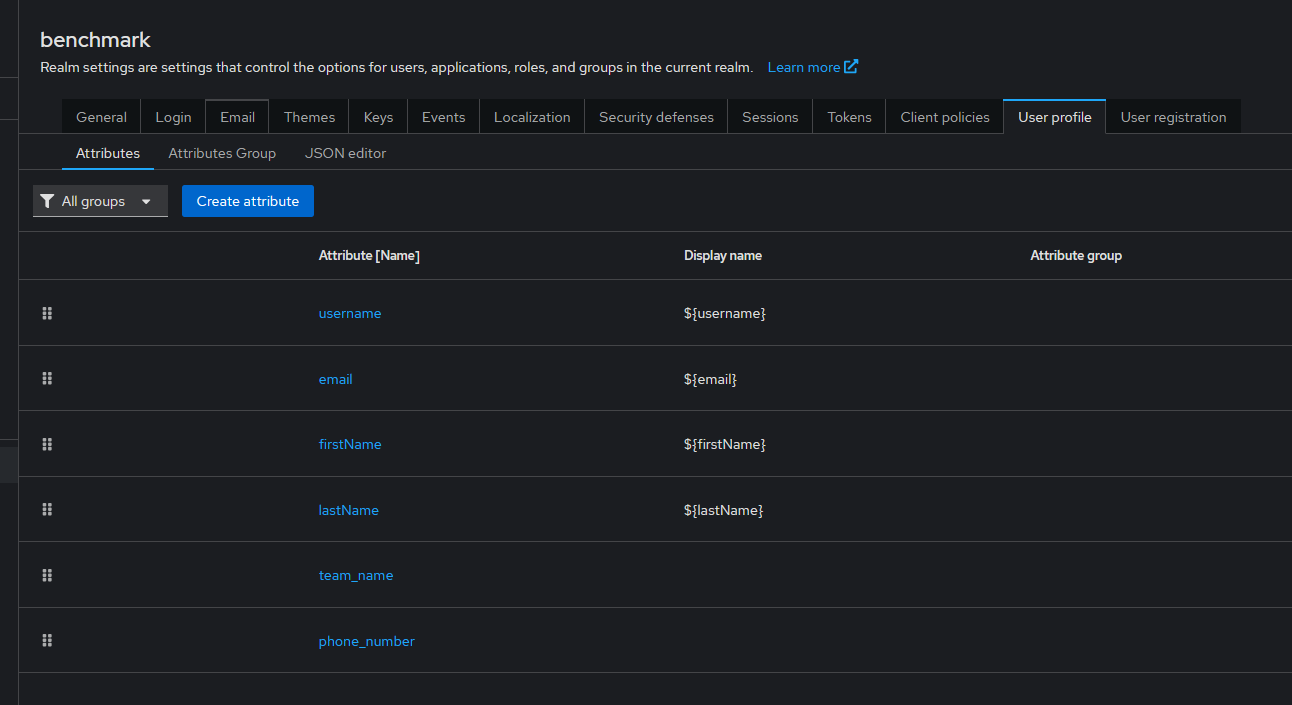 benchmark
Realm settings are settings that control the options for users, applications, roles, and groups in the current realm. Learn more
General Login Email Themes Keys Events Localization Security defenses Sessions Tokens Client policies User profile User registration
Attributes Attributes Group JSON editor
All groups Create attribute
Attribute [Name] Display name Attribute group
username ${username}
email ${email}
firstName ${firstName}
lastName ${lastName}
team_name
phone_number